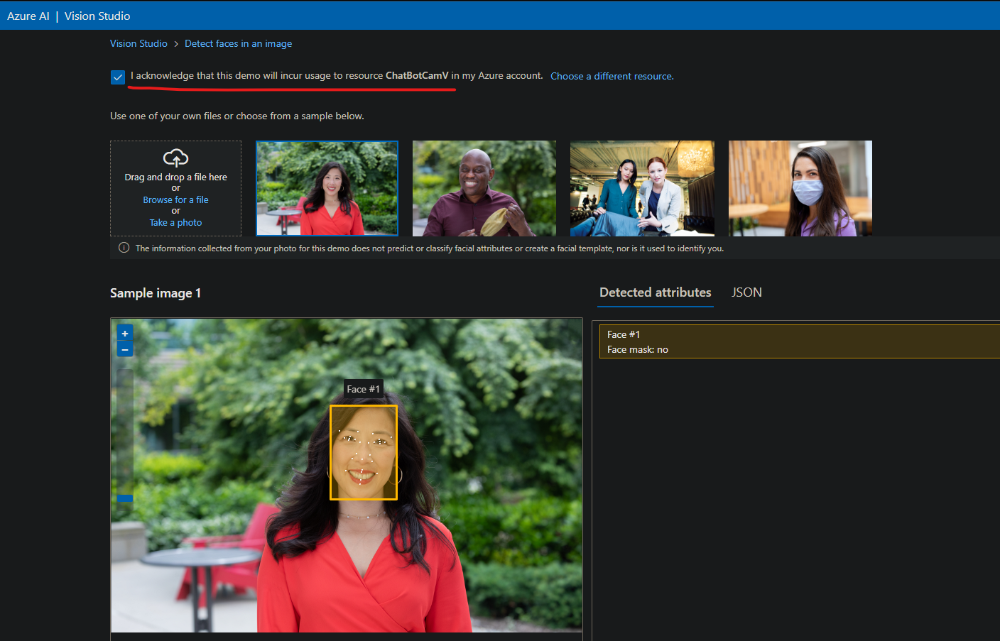 Azure AI | Vision Studio
Vision Studio > Detect faces in an image
I acknowledge that this demo will incur usage to resource ChatBotCamV in my Azure account. Choose a different resource.
Use one of your own files or choose from a sample below.
Drag and drop a file here
or
Browse for a file
or
Take a photo
The information collected from your photo for this demo does not predict or classify facial attributes or create a facial template, nor is it used to identify you.
Sample image 1
Detected attributes JSON
+
−
Face #1
Face #1
Face mask: no